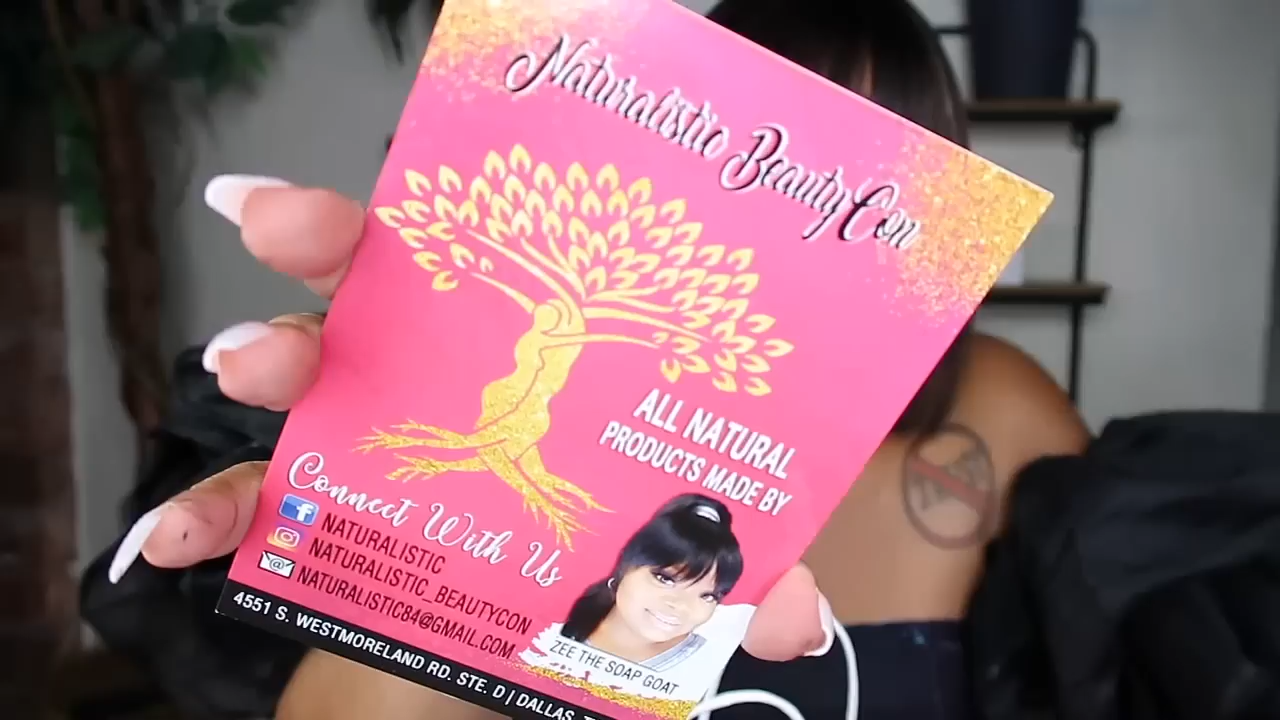 Naturalistic BeautyCon
ALL NATURAL
PRODUCTS MADE BY
Connect With Us
NATURALISTIC
NATURALISTIC_BEAUTYCON
NATURALISTIC84@GMAIL.COM
ZEE THE SOAP GOAT
4551 S. WESTMORELAND RD. STE. D | DALLAS,